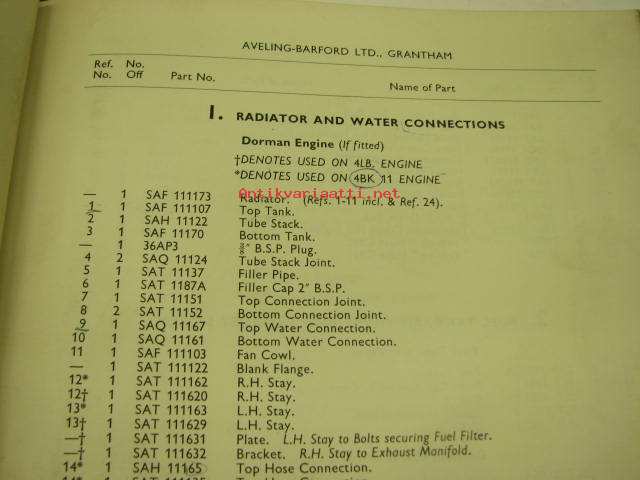 AVELING-BARFORD LTD., GRANTHAM
Ref. No. No. Off Part No. Name of Part
1. RADIATOR AND WATER CONNECTIONS
Dorman Engine (If fitted)
†DENOTES USED ON 4LB. ENGINE
*DENOTES USED ON 4BK 11 ENGINE
Antikvariaatti.net
— 1 SAF 111173 Radiator. (Refs. 1-11 incl. & Ref. 24).
1 1 SAF 111107 Top Tank.
2 1 SAH 11122 Tube Stack.
3 1 SAF 11170 Bottom Tank.
— 1 36AP3 ⅜" B.S.P. Plug.
4 2 SAQ 11124 Tube Stack Joint.
5 1 SAT 11137 Filler Pipe.
6 1 SAT 1187A Filler Cap 2" B.S.P.
7 1 SAT 11151 Top Connection Joint.
8 2 SAT 11152 Bottom Connection Joint.
9 1 SAQ 11167 Top Water Connection.
10 1 SAQ 11161 Bottom Water Connection.
11 1 SAF 111103 Fan Cowl.
— 1 SAT 111122 Blank Flange.
12* 1 SAT 111162 R.H. Stay.
12† 1 SAT 111620 R.H. Stay.
13* 1 SAT 111163 L.H. Stay.
13† 1 SAT 111629 L.H. Stay.
—† 1 SAT 111631 Plate. L.H. Stay to Bolts securing Fuel Filter.
—† 1 SAT 111632 Bracket. R.H. Stay to Exhaust Manifold.
14* 1 SAH 11165 Top Hose Connection.